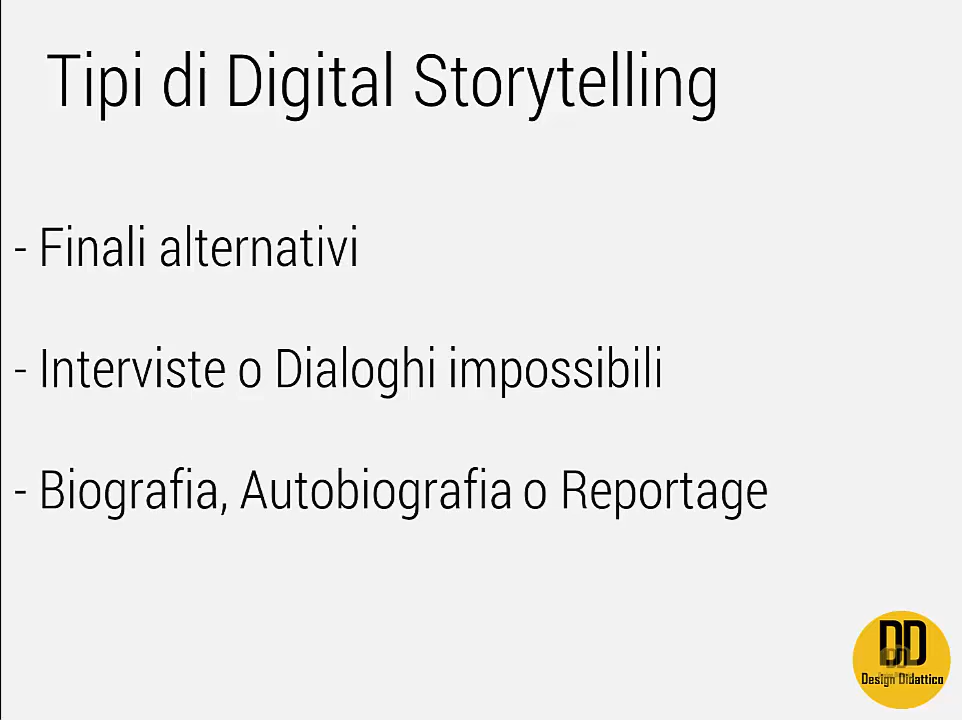 Tipi di Digital Storytelling
- Finali alternativi
- Interviste o Dialoghi impossibili
- Biografia, Autobiografia o Reportage
DD
Design Didattico